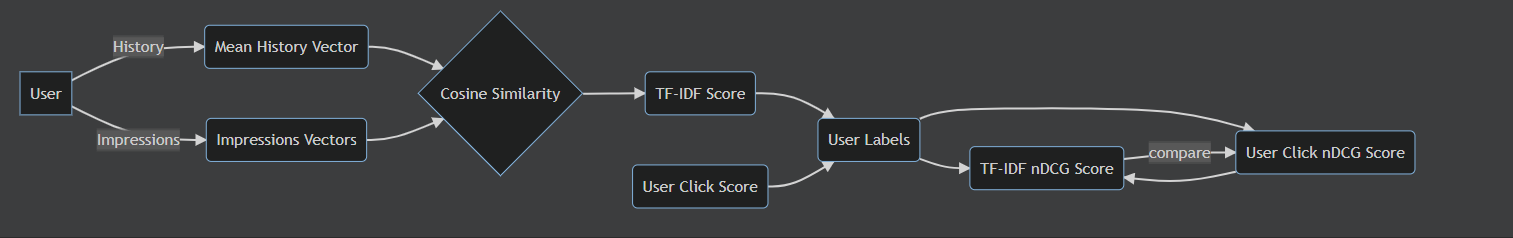 User
History
Impressions
Mean History Vector
Impressions Vectors
Cosine Similarity
TF-IDF Score
User Click Score
User Labels
TF-IDF nDCG Score
compare
User Click nDCG Score